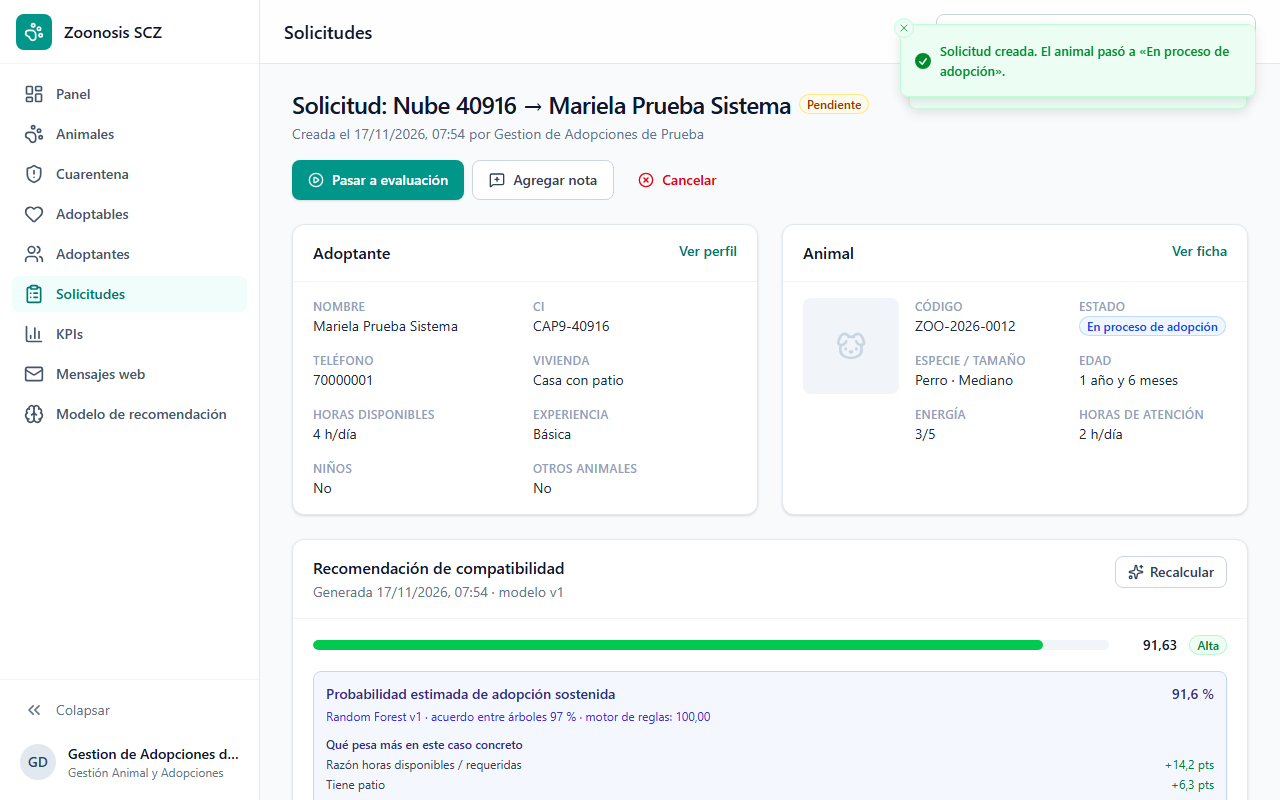 Zoonosis SCZ
Panel
Animales
Cuarentena
Adoptables
Adoptantes
Solicitudes
KPIs
Mensajes web
Modelo de recomendación
Colapsar
GD
Gestion de Adopciones d...
Gestión Animal y Adopciones
Solicitudes
Solicitud creada. El animal pasó a «En proceso de
adopción».
Solicitud: Nube 40916 → Mariela Prueba Sistema Pendiente
Creada el 17/11/2026, 07:54 por Gestion de Adopciones de Prueba
Pasar a evaluación Agregar nota Cancelar
Adoptante Ver perfil
NOMBRE CI
Mariela Prueba Sistema CAP9-40916
TELÉFONO VIVIENDA
70000001 Casa con patio
HORAS DISPONIBLES EXPERIENCIA
4 h/día Básica
NIÑOS OTROS ANIMALES
No No
Animal Ver ficha
CÓDIGO ESTADO
ZOO-2026-0012 En proceso de adopción
ESPECIE / TAMAÑO EDAD
Perro · Mediano 1 año y 6 meses
ENERGÍA HORAS DE ATENCIÓN
3/5 2 h/día
Recomendación de compatibilidad Recalcular
Generada 17/11/2026, 07:54 · modelo v1
91,63 Alta
Probabilidad estimada de adopción sostenida 91,6 %
Random Forest v1 · acuerdo entre árboles 97 % · motor de reglas: 100,00
Qué pesa más en este caso concreto
Razón horas disponibles / requeridas +14,2 pts
Tiene patio +6,3 pts